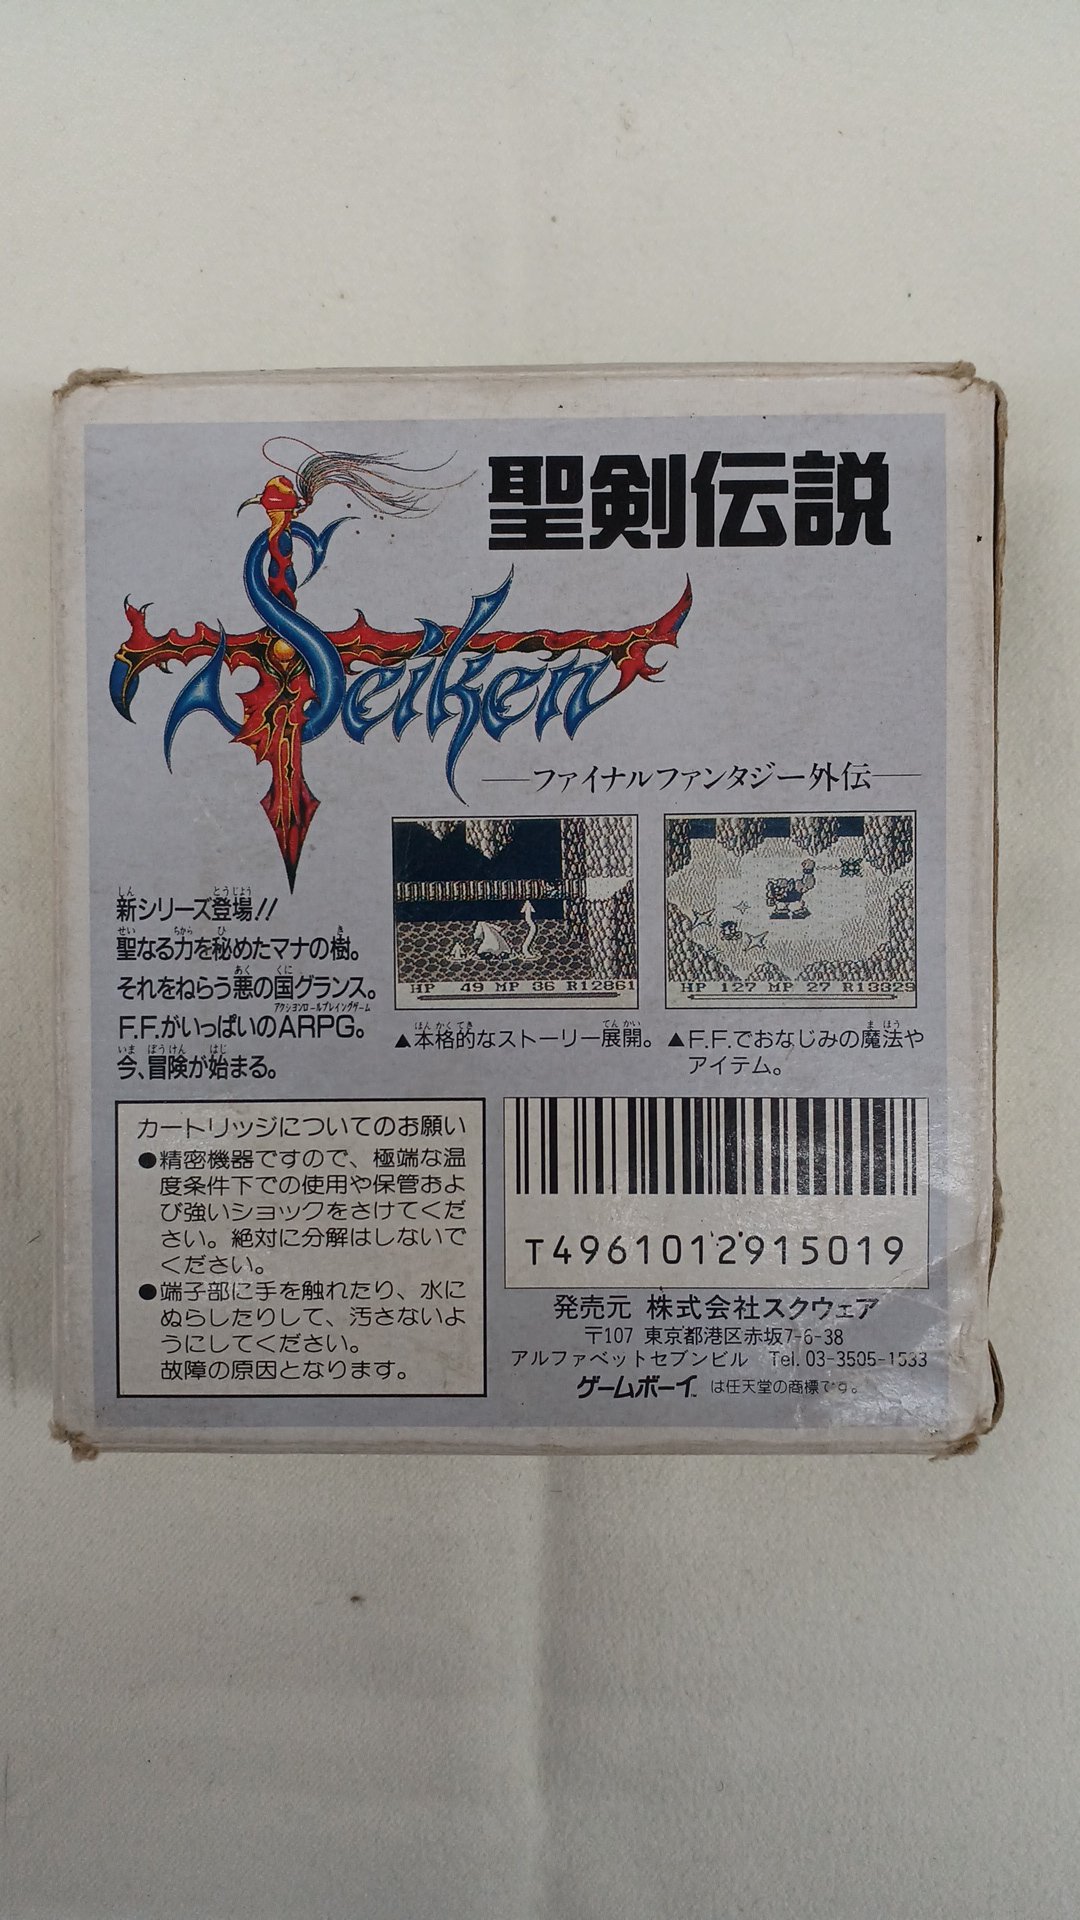 聖剣伝説
Seiken
ファイナルファンタジー外伝
新シリーズ登場!!
聖なる力を秘めたマナの樹。
それをねらう悪の国グランス。
F.F.がいっぱいのARPG。
今、冒険が始まる。
HP 49 MP 36 R12861
▲本格的なストーリー展開。
HP 127 MP 27 R13329
▲F.F.でおなじみの魔法や
アイテム。
カートリッジについてのお願い
●精密機器ですので、極端な温
度条件下での使用や保管およ
び強いショックをさけてくだ
さい。絶対に分解はしないで
ください。
●端子部に手を触れたり、水に
ぬらしたりして、汚さないよ
うにしてください。
故障の原因となります。
T4961012915019
発売元 株式会社スクウェア
〒107 東京都港区赤坂7-6-38
アルファベットセブンビル Tel. 03-3505-1533
ゲームボーイ™ は任天堂の商標です。